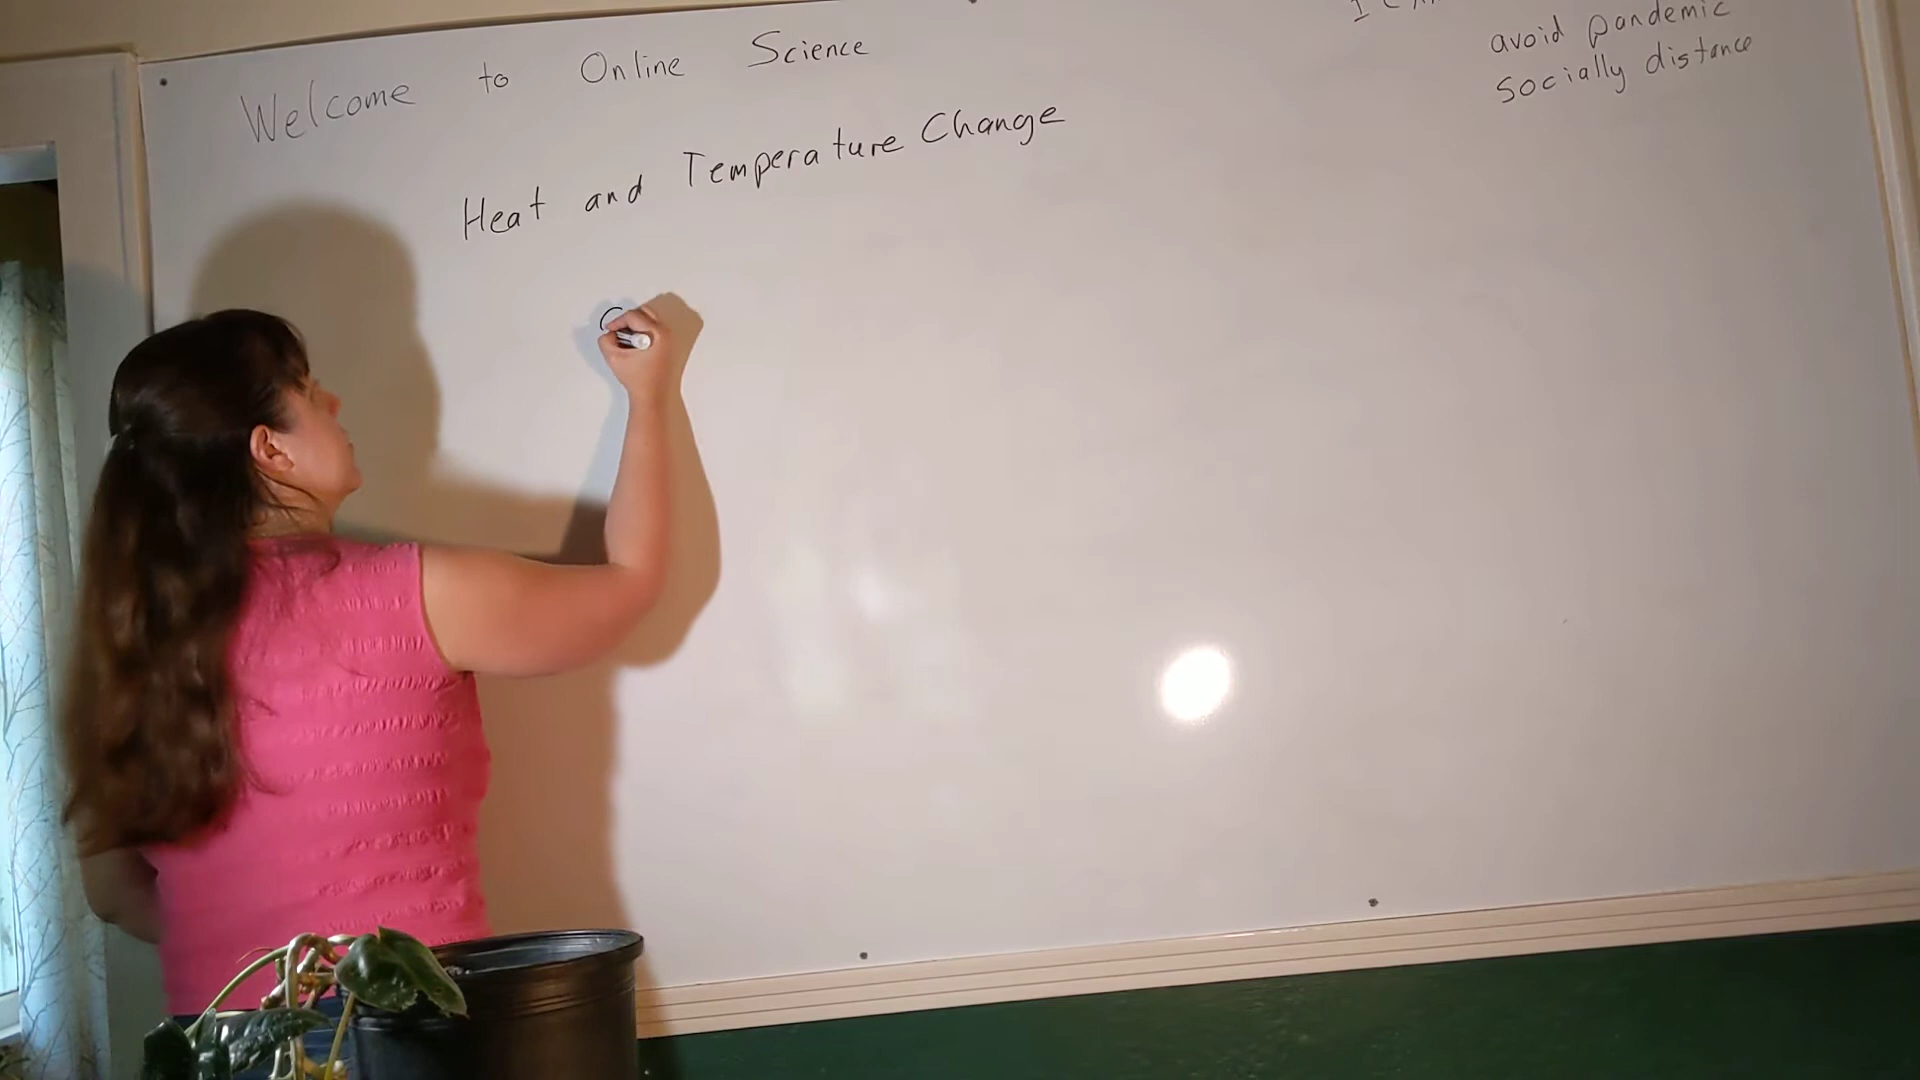 Welcome to Online Science
Heat and Temperature Change
avoid pandemic
socially distance